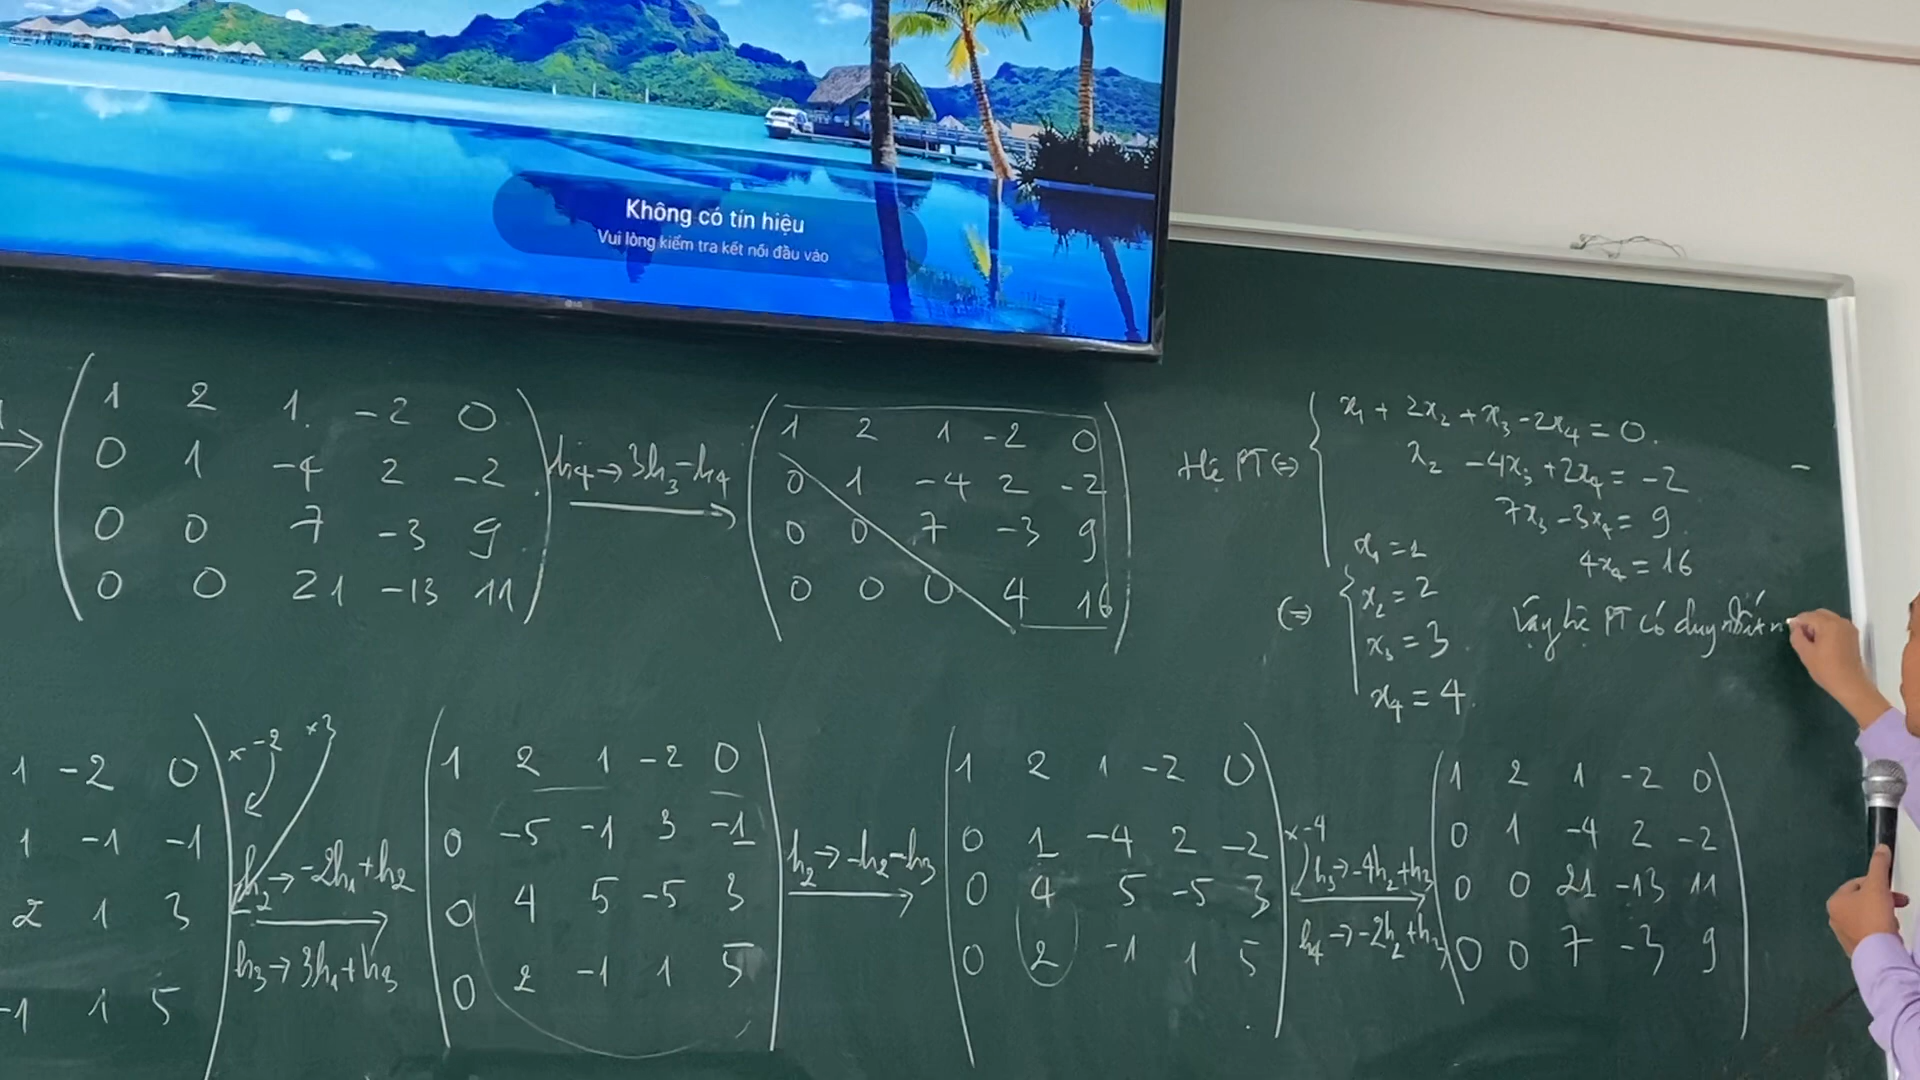 Không có tín hiệu
Vui lòng kiểm tra kết nối đầu vào
LG
1 2 1 -2 0
0 1 -4 2 -2
0 0 7 -3 9
0 0 21 -13 11
h₄→3h₃-h₄
1 2 1 -2 0
0 1 -4 2 -2
0 0 7 -3 9
0 0 0 4 16
Hệ PT ⇔
x₁ + 2x₂ + x₃ - 2x₄ = 0.
x₂ - 4x₃ + 2x₄ = -2
7x₃ - 3x₄ = 9.
4x₄ = 16
⇔
x₁ = 1
x₂ = 2
x₃ = 3
x₄ = 4.
Vậy hệ PT có duy nhất n
1 -2 0
1 -1 -1
2 1 3
-1 1 5
x -2 x3
h₂→-2h₁+h₂
h₃→3h₁+h₃
1 2 1 -2 0
0 -5 -1 3 -1
0 4 5 -5 3
0 2 -1 1 5
h₂→-h₂-h₃
1 2 1 -2 0
0 1 -4 2 -2
0 4 5 -5 3
0 2 -1 1 5
x-4
h₃→-4h₂+h₃
h₄→-2h₂+h₃
1 2 1 -2 0
0 1 -4 2 -2
0 0 21 -13 11
0 0 7 -3 9